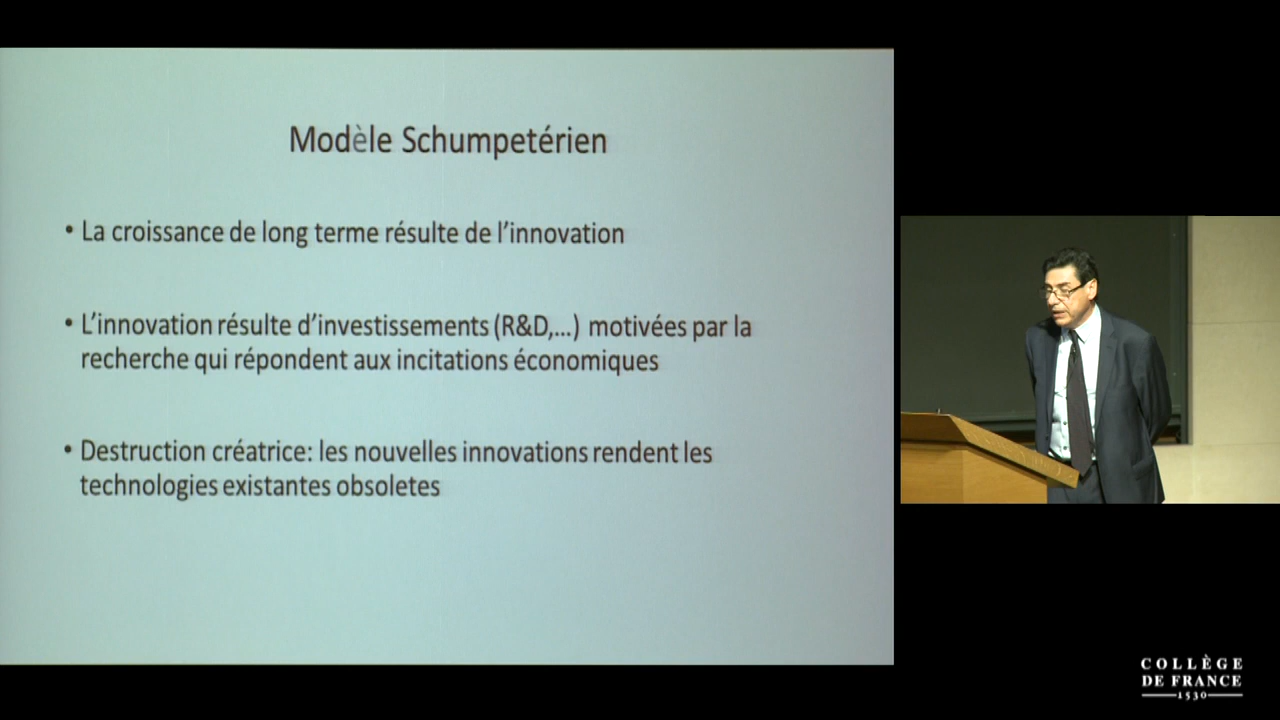 Modèle Schumpetérien
• La croissance de long terme résulte de l'innovation
• L'innovation résulte d'investissements (R&D,...) motivées par la
recherche qui répondent aux incitations économiques
• Destruction créatrice: les nouvelles innovations rendent les
technologies existantes obsoletes
COLLÈGE
DE FRANCE
1530